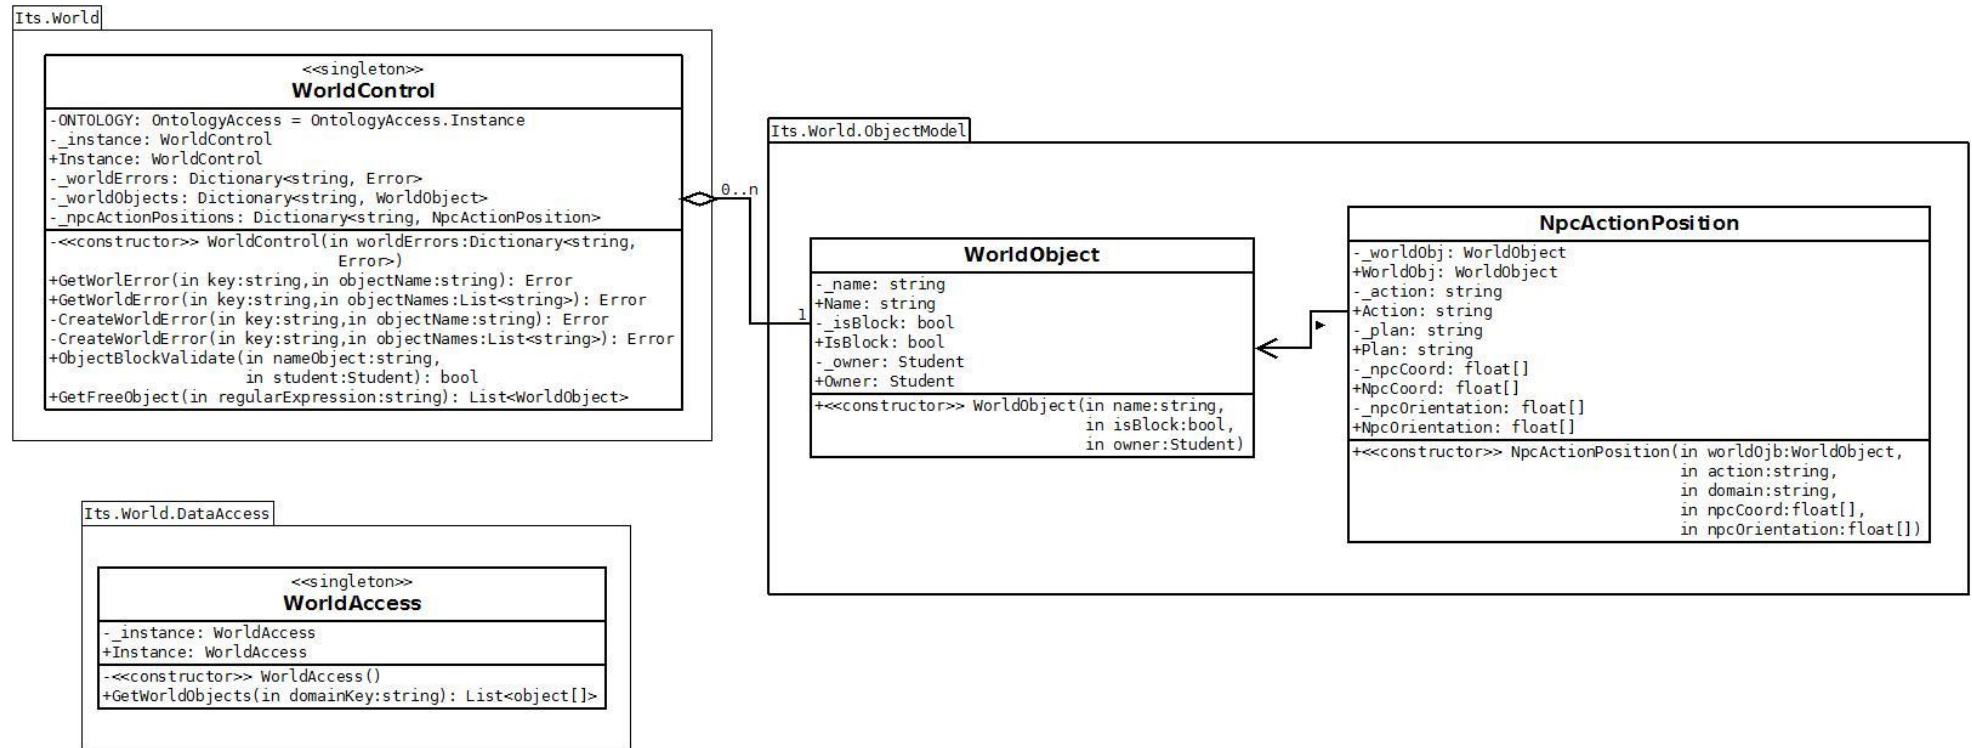 Its.World
<<singleton>>
WorldControl
-ONTOLOGY: OntologyAccess = OntologyAccess.Instance
-_instance: WorldControl
+Instance: WorldControl
-_worldErrors: Dictionary<string, Error>
-_worldObjects: Dictionary<string, WorldObject>
-_npcActionPositions: Dictionary<string, NpcActionPosition>
-<<constructor>> WorldControl(in worldErrors:Dictionary<string,
Error>)
+GetWorlError(in key:string,in objectName:string): Error
+GetWorldError(in key:string,in objectNames:List<string>): Error
-CreateWorldError(in key:string,in objectName:string): Error
-CreateWorldError(in key:string,in objectNames:List<string>): Error
+ObjectBlockValidate(in nameObject:string,
in student:Student): bool
+GetFreeObject(in regularExpression:string): List<WorldObject>
0..n
1
Its.World.ObjectModel
WorldObject
-_name: string
+Name: string
-_isBlock: bool
+IsBlock: bool
-_owner: Student
+Owner: Student
+<<constructor>> WorldObject(in name:string,
in isBlock:bool,
in owner:Student)
NpcActionPosition
-_worldObj: WorldObject
+WorldObj: WorldObject
-_action: string
+Action: string
-_plan: string
+Plan: string
-_npcCoord: float[]
+NpcCoord: float[]
-_npcOrientation: float[]
+NpcOrientation: float[]
+<<constructor>> NpcActionPosition(in worldOjb:WorldObject,
in action:string,
in domain:string,
in npcCoord:float[],
in npcOrientation:float[])
Its.World.DataAccess
<<singleton>>
WorldAccess
-_instance: WorldAccess
+Instance: WorldAccess
-<<constructor>> WorldAccess()
+GetWorldObjects(in domainKey:string): List<object[]>